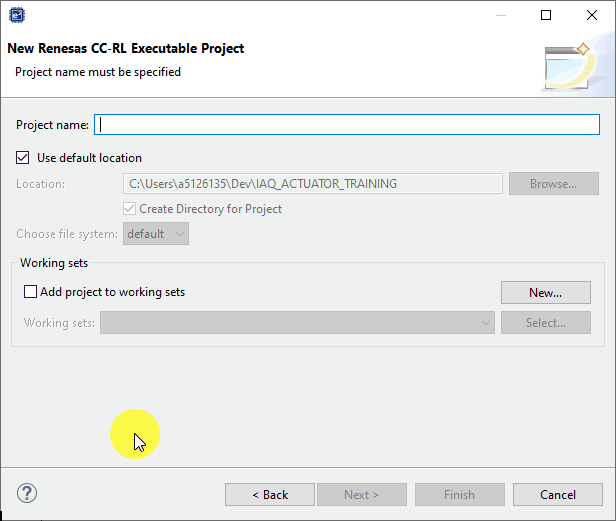 New Renesas CC-RL Executable Project
Project name must be specified
Project name:
Use default location
Location: C:\Users\a5126135\Dev\IAQ_ACTUATOR_TRAINING Browse...
Create Directory for Project
Choose file system: default
Working sets
Add project to working sets New...
Working sets: Select...
? < Back Next > Finish Cancel